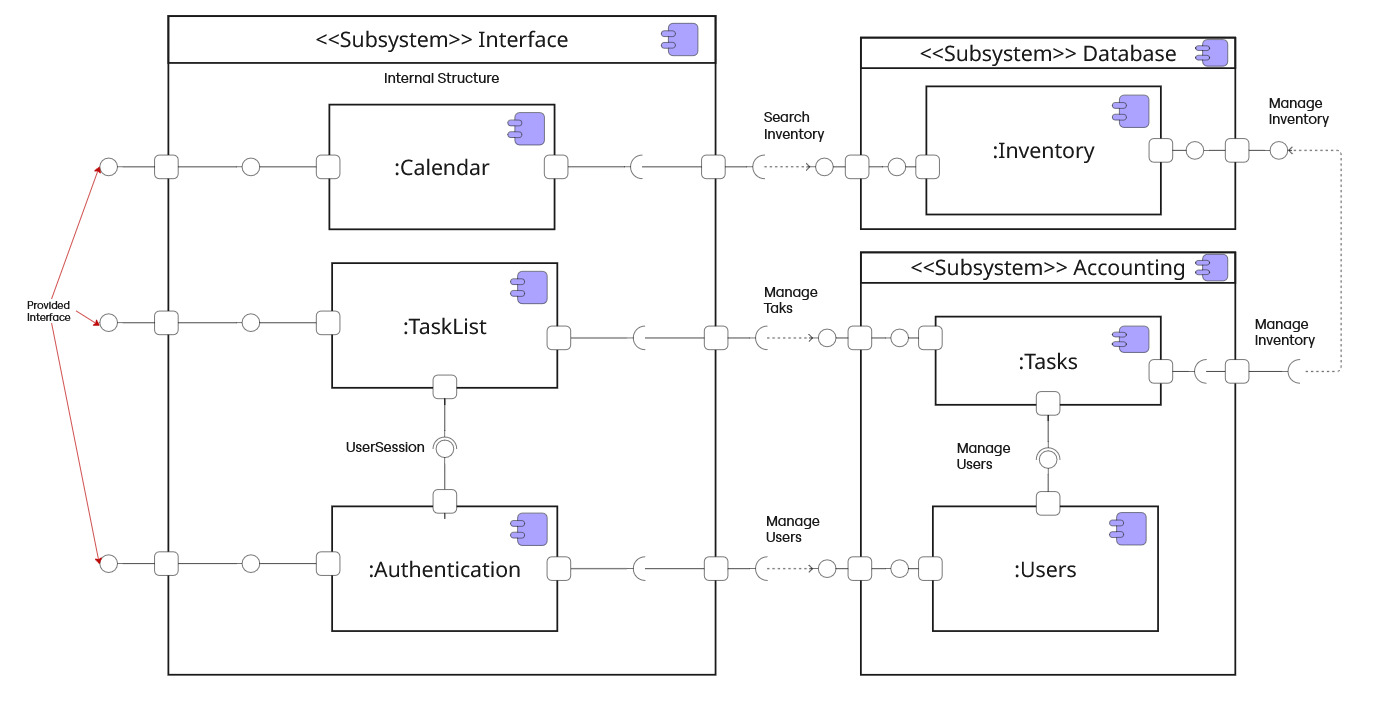 <<Subsystem>> Interface
Internal Structure
:Calendar
:TaskList
UserSession
:Authentication
Provided
Interface
Search
Inventory
Manage
Taks
Manage
Users
<<Subsystem>> Database
:Inventory
Manage
Inventory
<<Subsystem>> Accounting
:Tasks
Manage
Inventory
Manage
Users
:Users